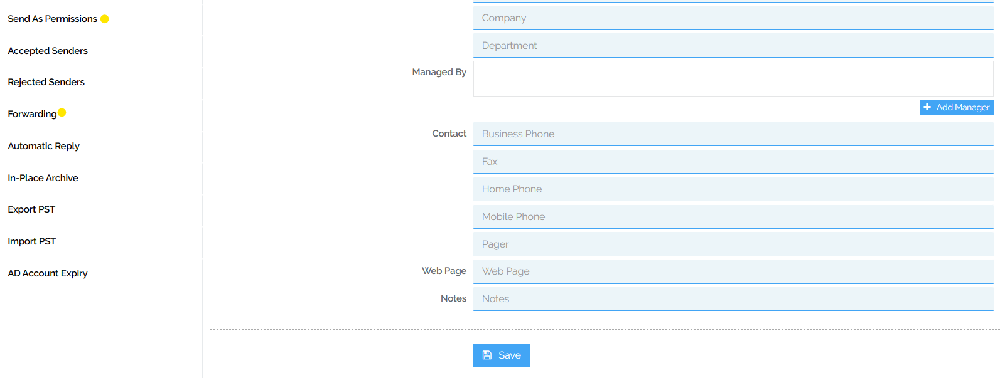 Send As Permissions
Accepted Senders
Rejected Senders
Forwarding
Automatic Reply
In-Place Archive
Export PST
Import PST
AD Account Expiry
Company
Department
Managed By
Add Manager
Contact
Business Phone
Fax
Home Phone
Mobile Phone
Pager
Web Page
Web Page
Notes
Notes
Save